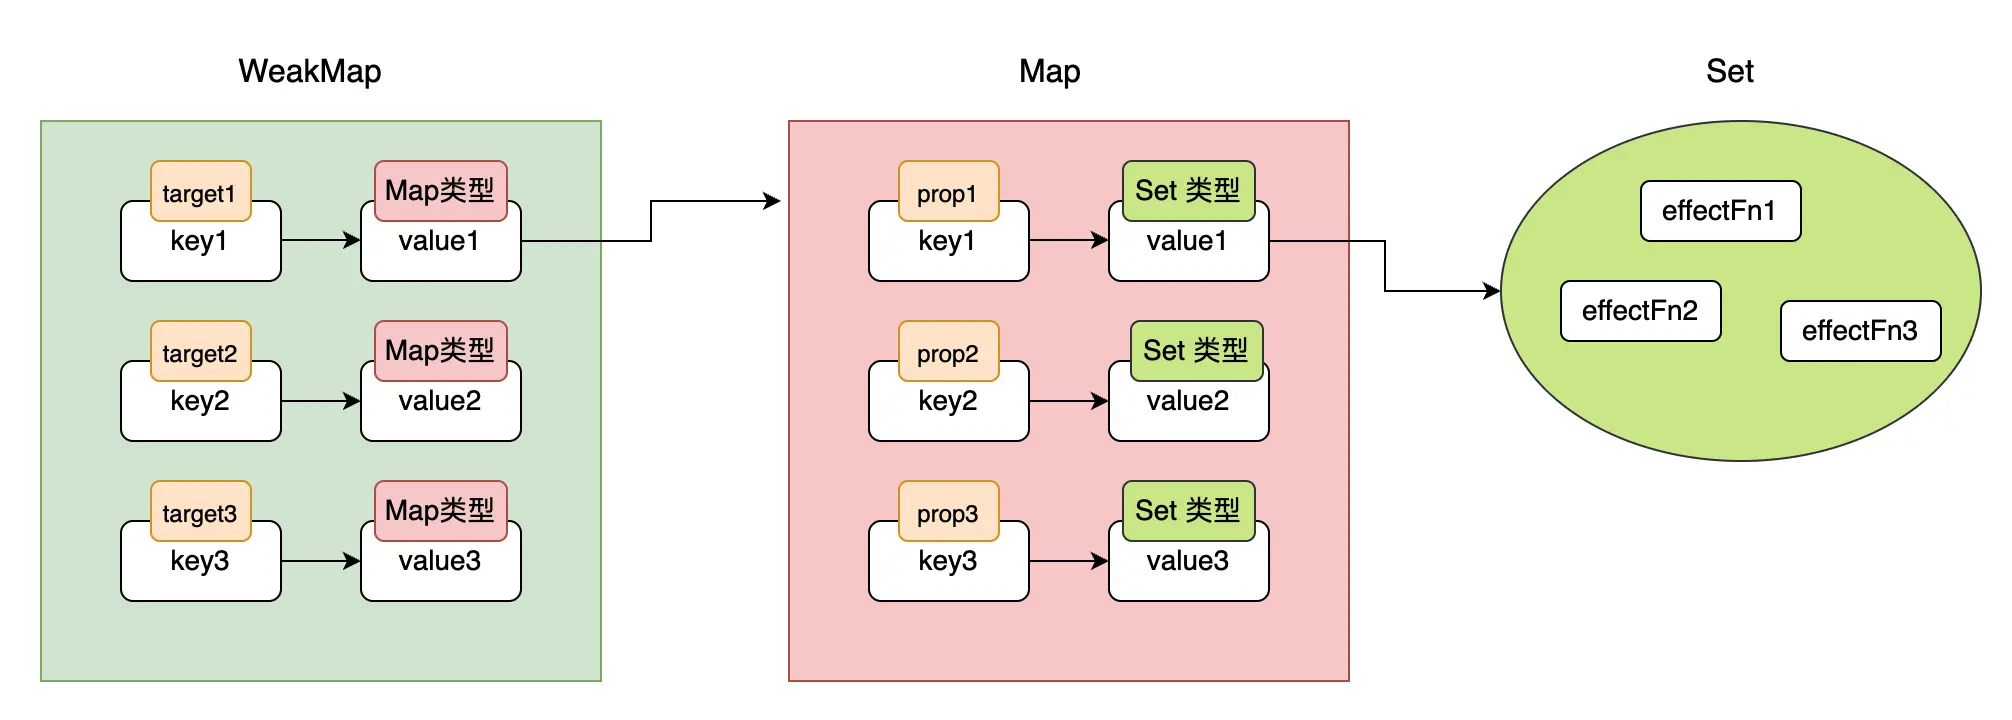 WeakMap
Map
Set
target1
Map类型
key1
value1
target2
Map类型
key2
value2
target3
Map类型
key3
value3
prop1
Set 类型
key1
value1
prop2
Set 类型
key2
value2
prop3
Set 类型
key3
value3
effectFn1
effectFn2
effectFn3